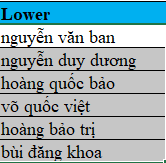 Lower
nguyễn văn ban
nguyễn duy dương
hoàng quốc bảo
võ quốc việt
hoàng bảo trị
bùi đăng khoa